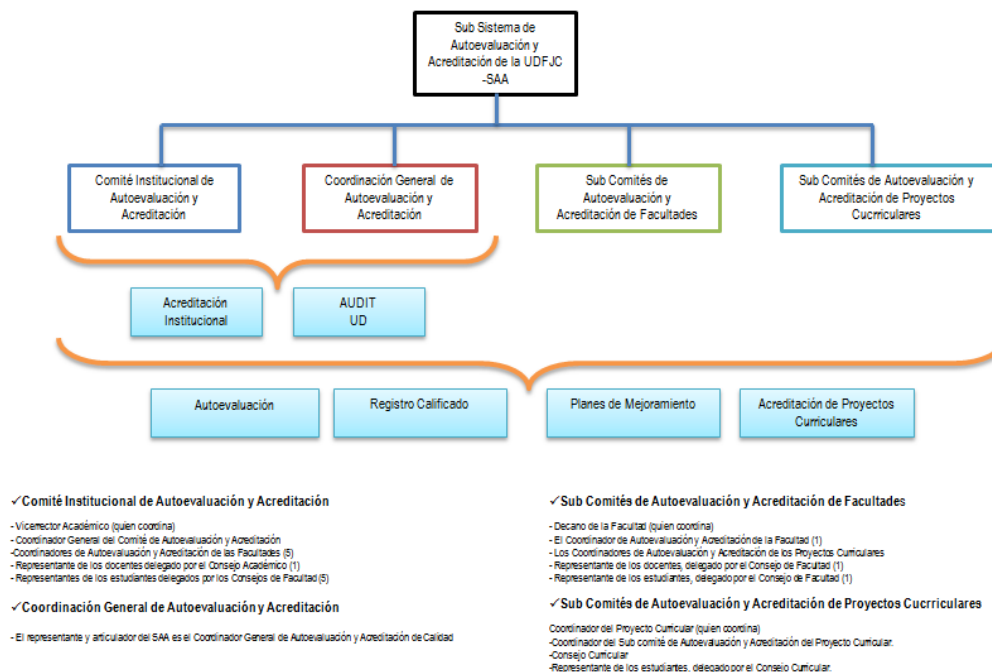 Sub Sistema de
Autoevaluación y
Acreditación de la UDFJC
-SAA
Comité Institucional de
Autoevaluación y
Acreditación
Coordinación General de
Autoevaluación y
Acreditación
Sub Comités de
Autoevaluación y
Acreditación de Facultades
Sub Comités de Autoevaluación y
Acreditación de Proyectos
Cucrriculares
Acreditación
Institucional
AUDIT
UD
Autoevaluación
Registro Calificado
Planes de Mejoramiento
Acreditación de Proyectos
Curriculares
✓Comité Institucional de Autoevaluación y Acreditación
- Vicerrector Académico (quien coordina)
- Coordinador General del Comité de Autoevaluación y Acreditación
-Coordinadores de Autoevaluación y Acreditación de las Facultades (5)
- Representante de los docentes delegado por el Consejo Académico (1)
- Representantes de los estudiantes delegados por los Consejos de Facultad (5)
✓Coordinación General de Autoevaluación y Acreditación
- El representante y articulador del SAA es el Coordinador General de Autoevaluación y Acreditación de Calidad
✓Sub Comités de Autoevaluación y Acreditación de Facultades
- Decano de la Facultad (quien coordina)
- El Coordinador de Autoevaluación y Acreditación de la Facultad (1)
- Los Coordinadores de Autoevaluación y Acreditación de los Proyectos Curriculares
- Representante de los docentes, delegado por el Consejo de Facultad (1)
- Representante de los estudiantes, delegado por el Consejo de Facultad (1)
✓Sub Comités de Autoevaluación y Acreditación de Proyectos Cucrriculares
Coordinador del Proyecto Curricular (quien coordina)
-Coordinador del Sub comité de Autoevaluación y Acreditación del Proyecto Curricular.
-Consejo Curricular
-Representante de los estudiantes, delegado por el Consejo Curricular.